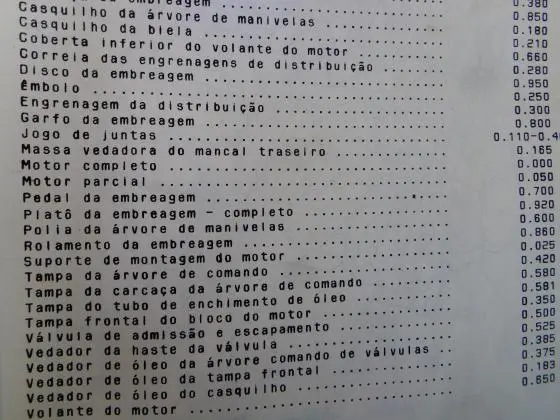 0.380
da embreagem ........ 0.850
Casquilho da árvore de manivelas ........ 0.180
Casquilho da biela ........ 0.210
Coberta inferior do volante do motor ........ 0.660
Correia das engrenagens de distribuição ........ 0.280
Disco da embreagem ........ 0.950
Êmbolo ........ 0.250
Engrenagem da distribuição ........ 0.300
Garfo da embreagem ........ 0.800
Jogo de juntas ........ 0.110-0.4
Massa vedadora do mancal traseiro ........ 0.165
Motor completo ........ 0.000
Motor parcial ........ 0.050
Pedal da embreagem ........ 0.700
Platô da embreagem - completo ........ 0.920
Polia da árvore de manivelas ........ 0.600
Rolamento da embreagem ........ 0.860
Suporte de montagem do motor ........ 0.025
Tampa da árvore de comando ........ 0.420
Tampa da carcaça da árvore de comando ........ 0.580
Tampa do tubo de enchimento de óleo ........ 0.581
Tampa frontal do bloco do motor ........ 0.350
Válvula de admissão e escapamento ........ 0.500
Vedador da haste da válvula ........ 0.525
Vedador de óleo da árvore comando de válvulas .. 0.385
Vedador de óleo da tampa frontal ........ 0.375
Vedador de óleo do casquilho ........ 0.183
volante do motor ........ 0.650